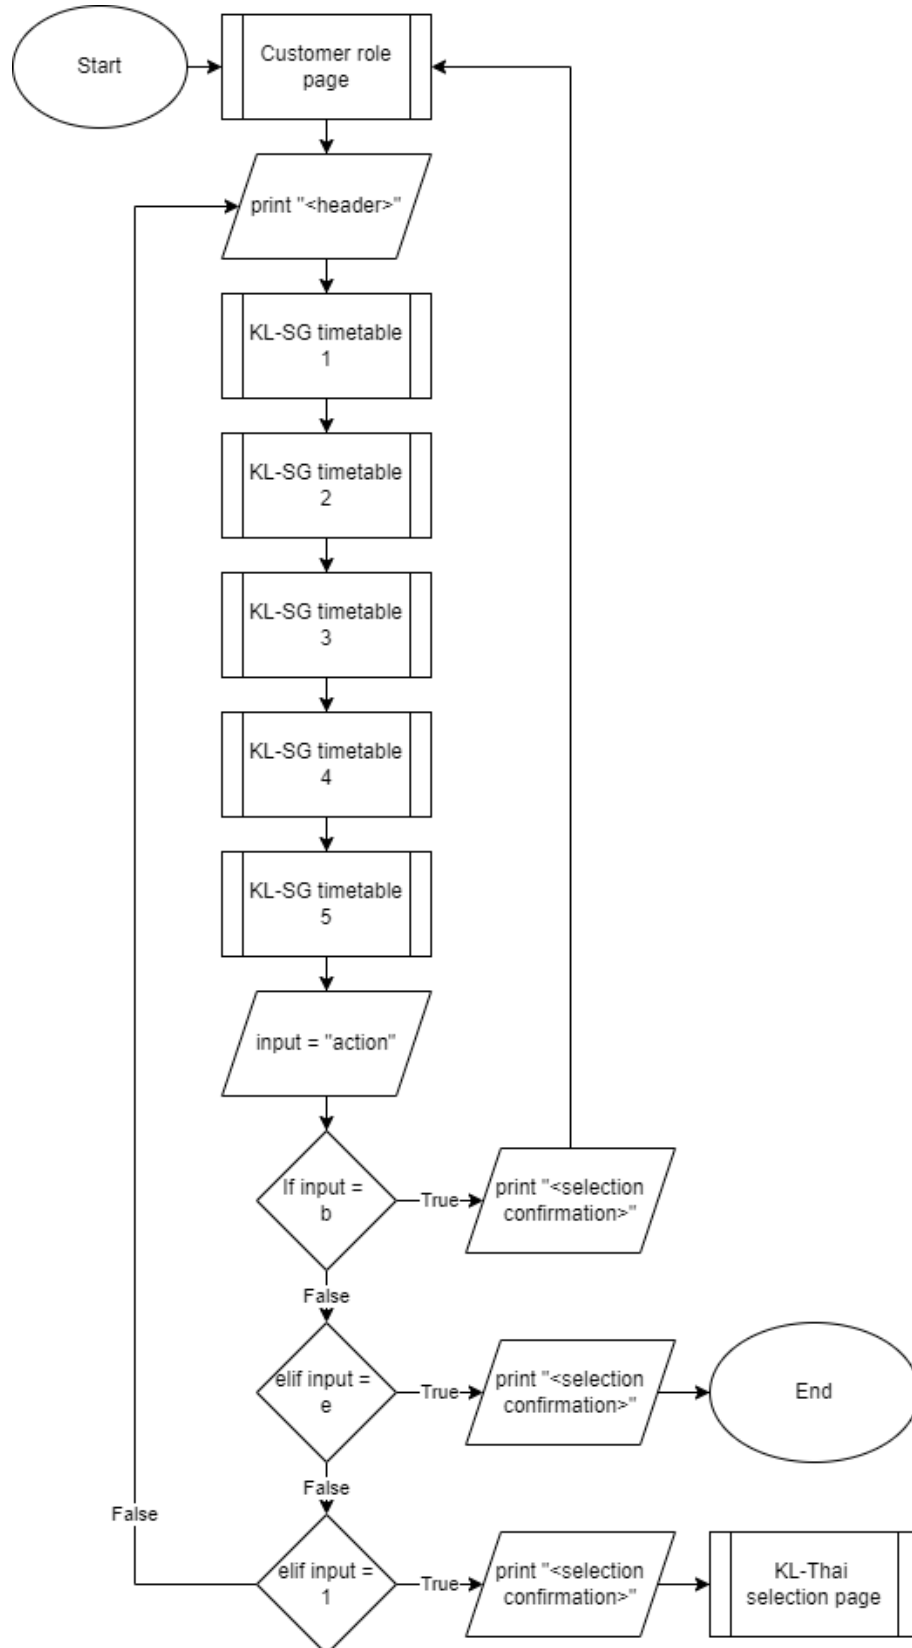 Start
Customer role
page
print "<header>"
KL-SG timetable
1
KL-SG timetable
2
KL-SG timetable
3
KL-SG timetable
4
KL-SG timetable
5
input = "action"
If input =
b
True
print "<selection
confirmation>"
False
elif input =
e
True
print "<selection
confirmation>"
End
False
False
elif input =
1
True
print "<selection
confirmation>"
KL-Thai
selection page